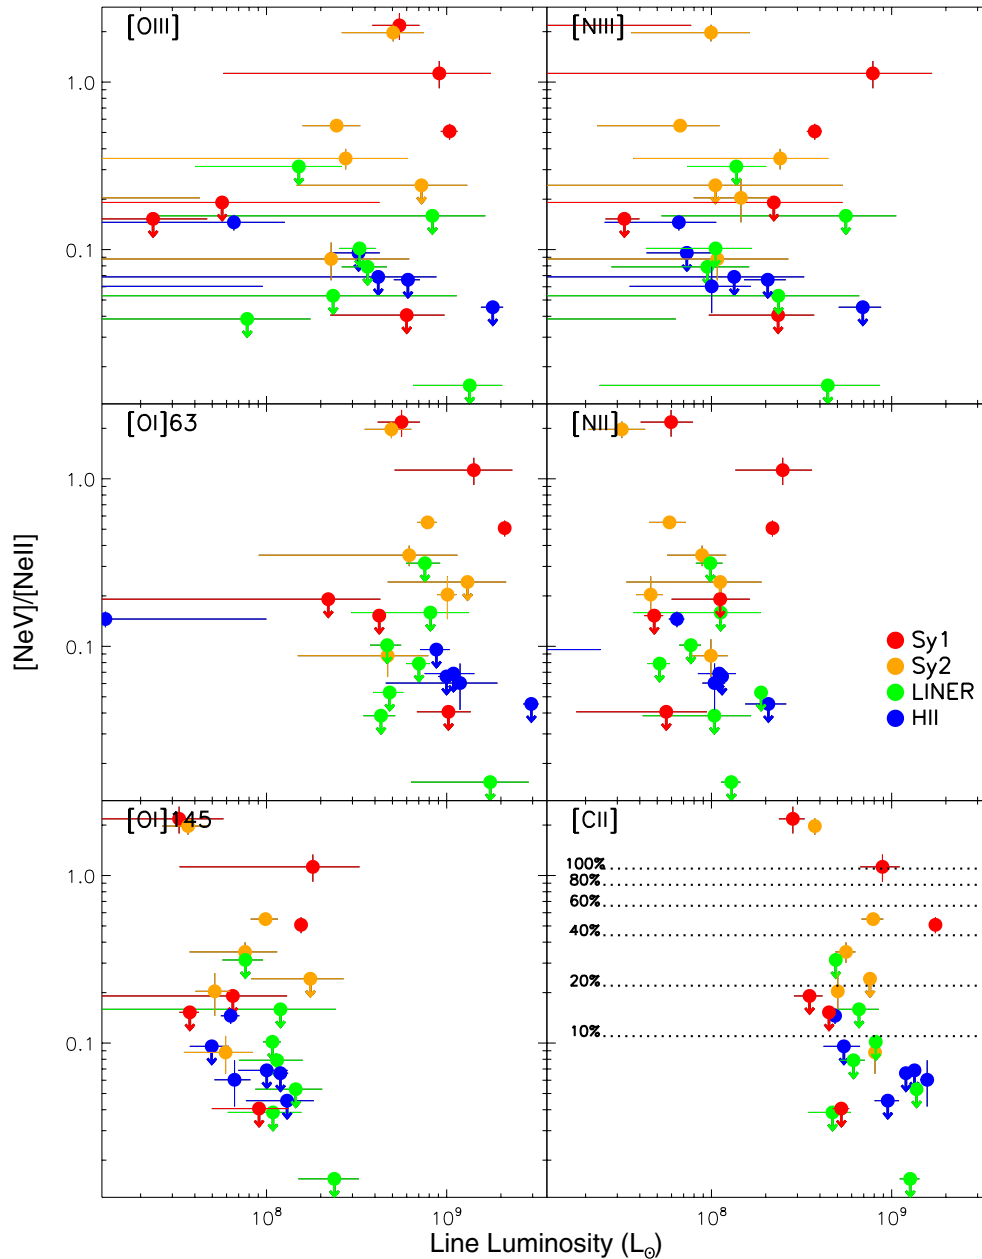 [OIII]
[NIII]
1.0
0.1
[OI]63
[NII]
1.0
0.1
[NeV]/[NeII]
Sy1
Sy2
LINER
HII
[OI]145
[CII]
1.0
0.1
100%
80%
60%
40%
20%
10%
10⁸
10⁹
10⁸
10⁹
Line Luminosity (L☉)